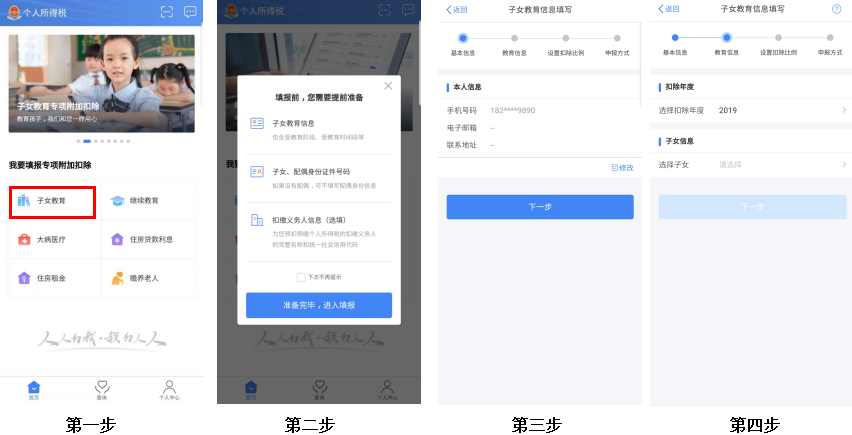 个人所得税
子女教育专项附加扣除
教育孩子，我们和您一样用心
我要填报专项附加扣除
子女教育
继续教育
大病医疗
住房贷款利息
住房租金
赡养老人
人人为我·我为人人
首页
查询
个人中心
第一步
填报前，您需要提前准备
子女教育信息
包含受教育阶段、受教育时间段等
子女、配偶身份证件号码
如果没有配偶，可不填写配偶身份信息
扣缴义务人信息（选填）
为您预扣预缴个人所得税的扣缴义务人
的完整名称和统一社会信用代码
下次不再提示
准备完毕，进入填报
首页
查询
个人中心
第二步
返回
子女教育信息填写
基本信息
教育信息
设置扣除比例
申报方式
本人信息
手机号码 182****9890
电子邮箱 --
联系地址 --
修改
下一步
第三步
返回
子女教育信息填写
基本信息
教育信息
设置扣除比例
申报方式
扣除年度
选择扣除年度 2019
子女信息
选择子女 请选择
下一步
第四步